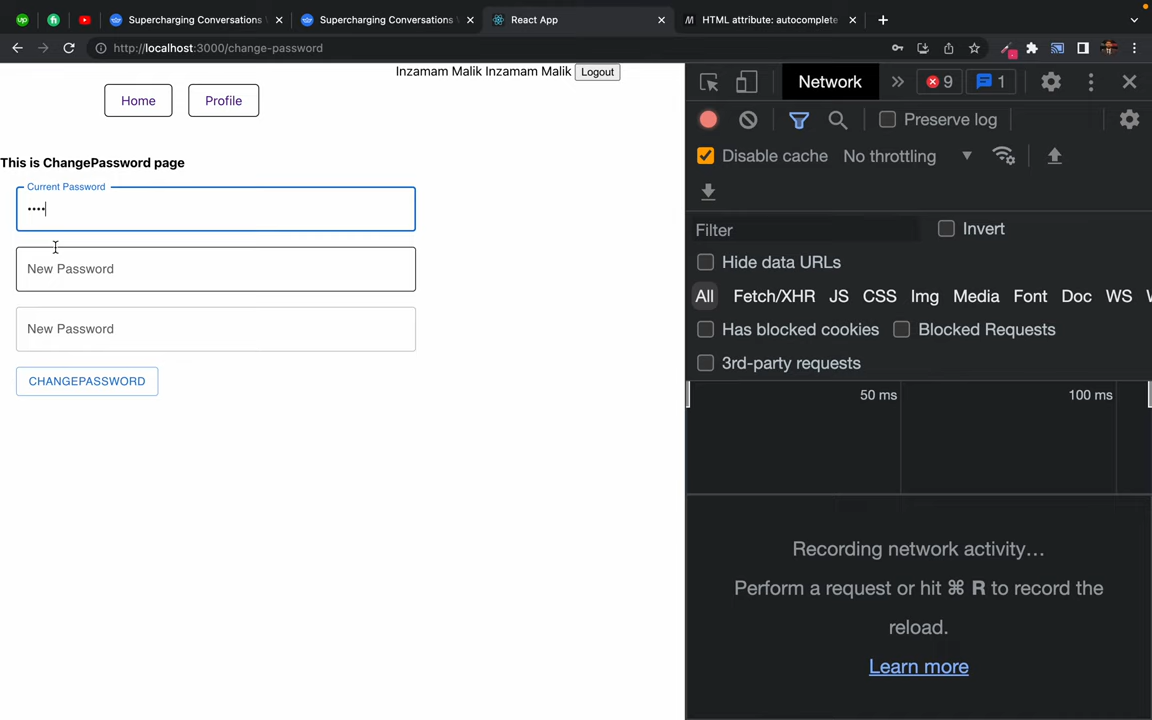 Supercharging Conversations
Supercharging Conversations
React App
HTML attribute: autocomplete
http://localhost:3000/change-password
Inzamam Malik Inzamam Malik Logout
Home
Profile
This is ChangePassword page
Current Password
••••
New Password
New Password
CHANGEPASSWORD
Network
9
1
Preserve log
Disable cache
No throttling
Filter
Invert
Hide data URLs
All
Fetch/XHR
JS
CSS
Img
Media
Font
Doc
WS
Has blocked cookies
Blocked Requests
3rd-party requests
50 ms
100 ms
Recording network activity…
Perform a request or hit ⌘ R to record the
reload.
Learn more